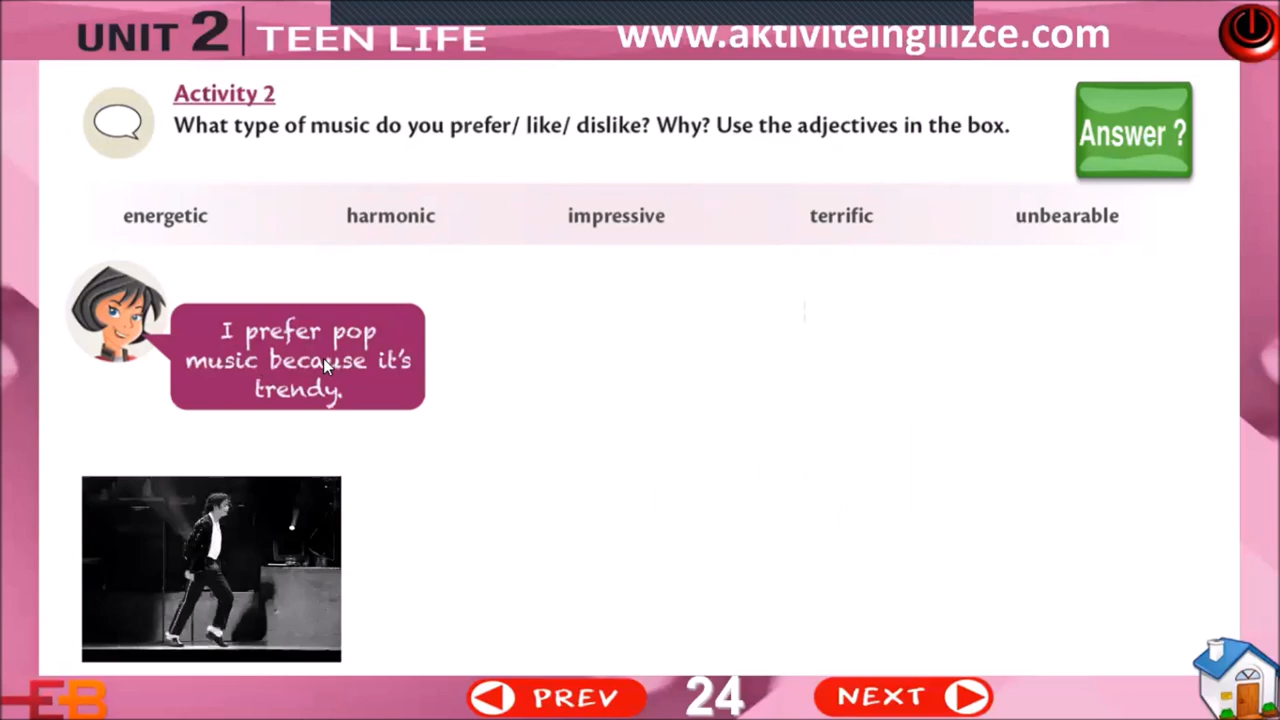 UNIT 2 TEEN LIFE
www.aktiviteingilizce.com
Activity 2
What type of music do you prefer/ like/ dislike? Why? Use the adjectives in the box.
Answer ?
energetic harmonic impressive terrific unbearable
I prefer pop
music because it's
trendy.
EB
PREV 24 NEXT